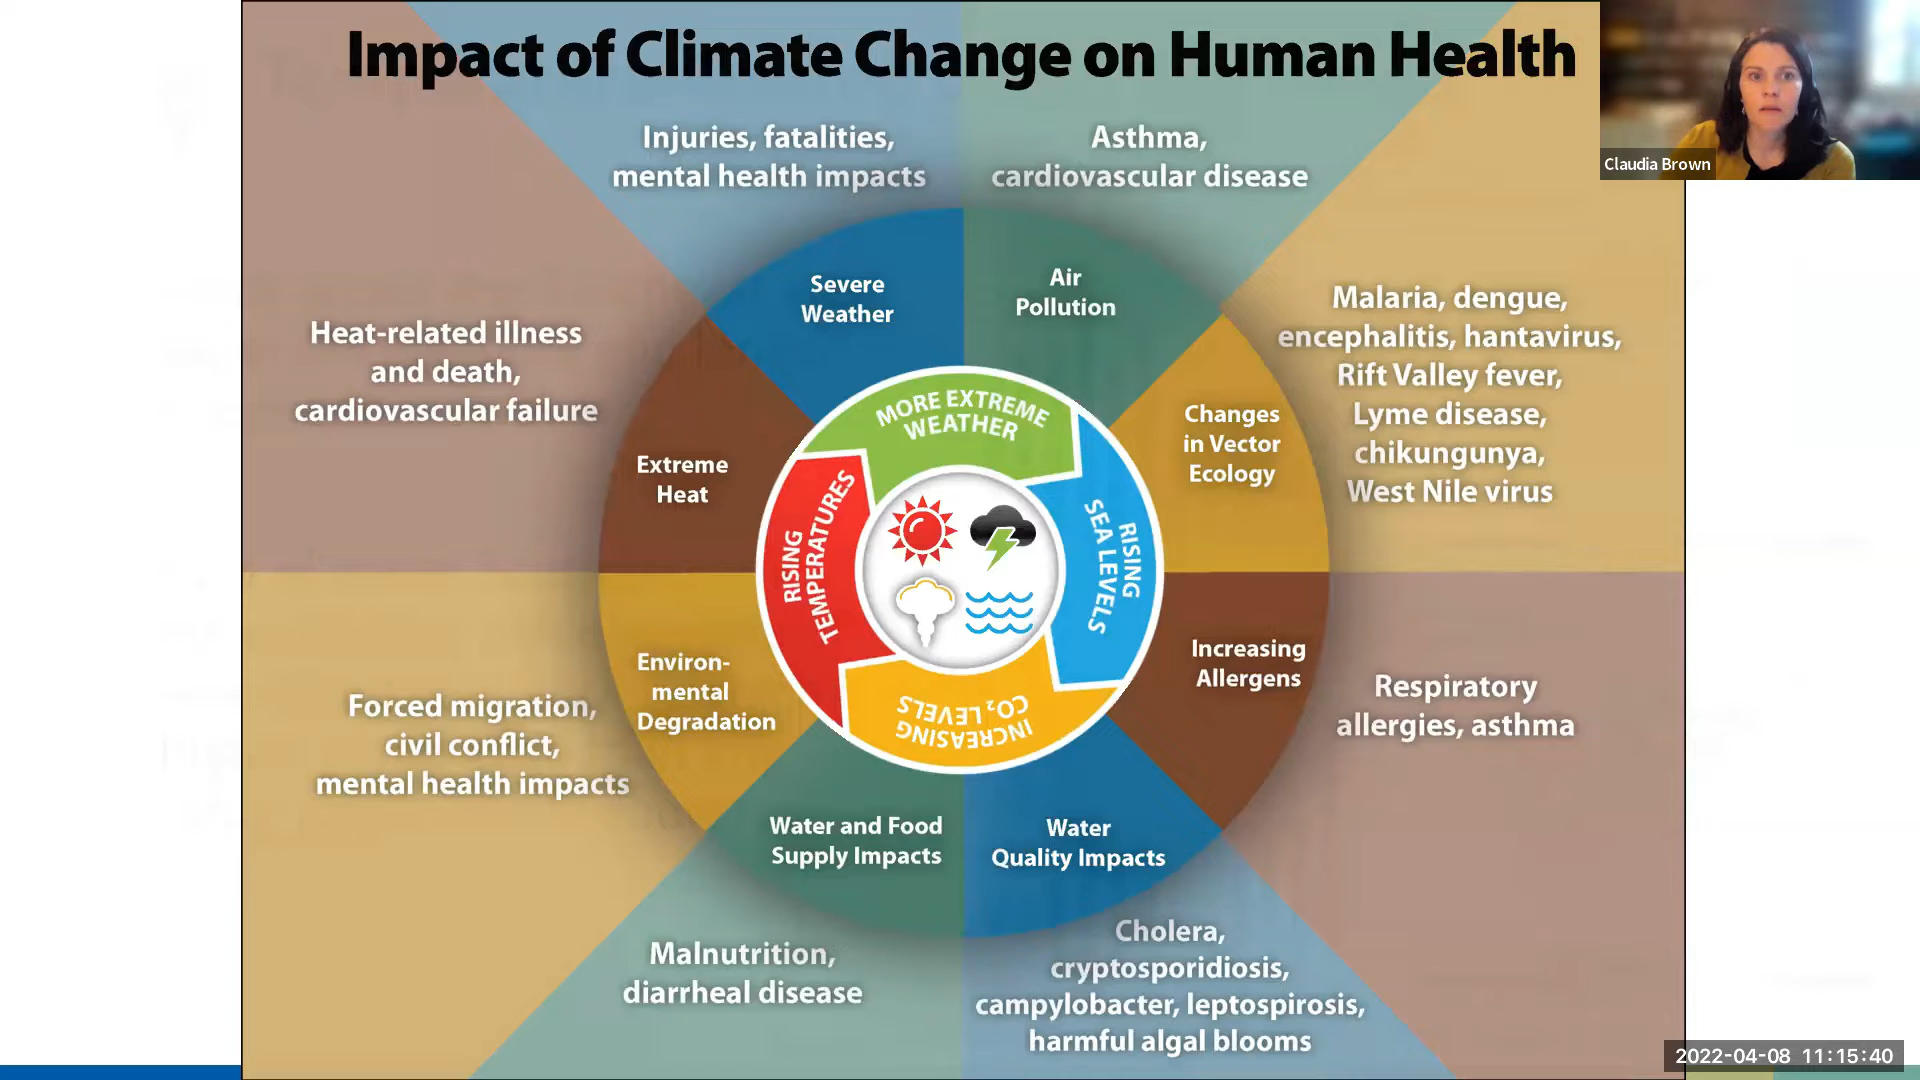 Impact of Climate Change on Human Health
Claudia Brown
Injuries, fatalities,
mental health impacts
Asthma,
cardiovascular disease
Severe
Weather
Air
Pollution
Heat-related illness
and death,
cardiovascular failure
Malaria, dengue,
encephalitis, hantavirus,
Rift Valley fever,
Lyme disease,
chikungunya,
West Nile virus
Extreme
Heat
Changes
in Vector
Ecology
MORE EXTREME
WEATHER
RISING
TEMPERATURES
RISING
SEA LEVELS
INCREASING
CO₂ LEVELS
Environ-
mental
Degradation
Increasing
Allergens
Forced migration,
civil conflict,
mental health impacts
Respiratory
allergies, asthma
Water and Food
Supply Impacts
Water
Quality Impacts
Malnutrition,
diarrheal disease
Cholera,
cryptosporidiosis,
campylobacter, leptospirosis,
harmful algal blooms
2022-04-08 11:15:40